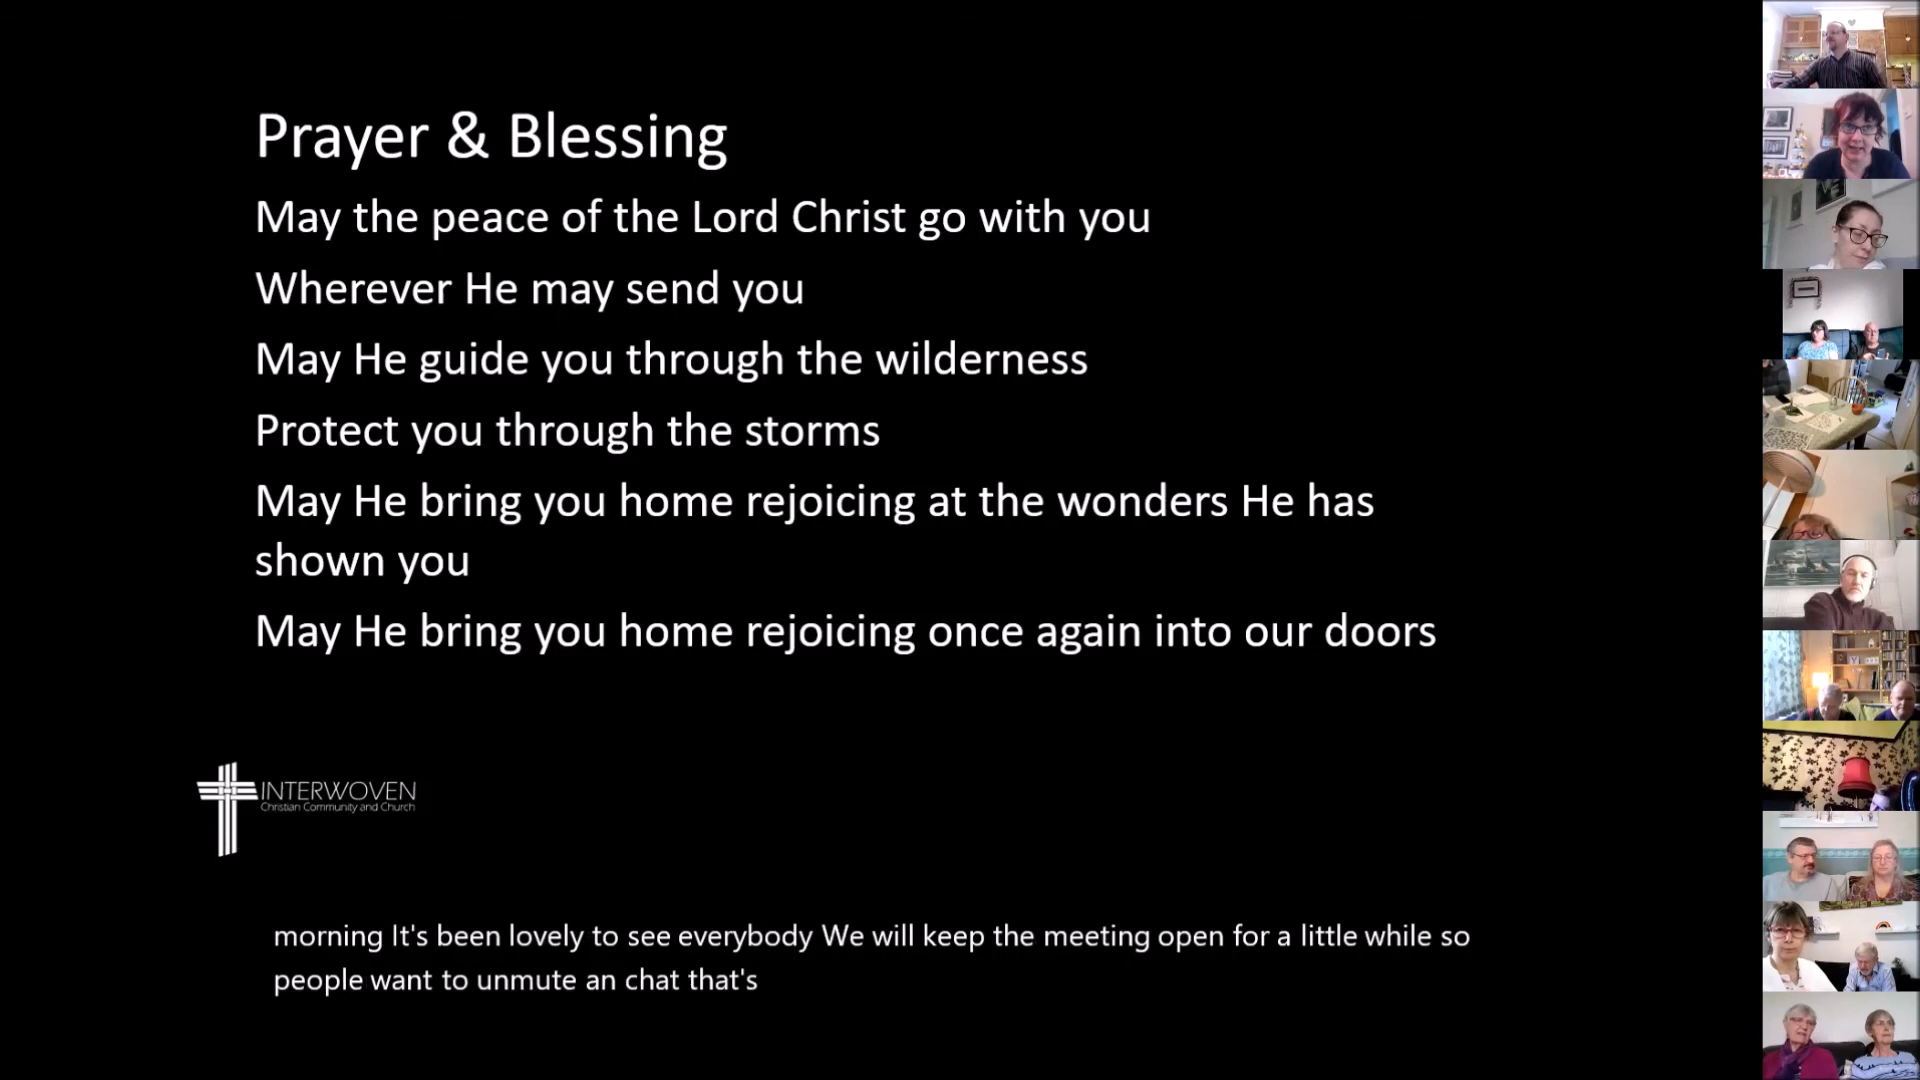 Prayer & Blessing
May the peace of the Lord Christ go with you
Wherever He may send you
May He guide you through the wilderness
Protect you through the storms
May He bring you home rejoicing at the wonders He has
shown you
May He bring you home rejoicing once again into our doors
INTERWOVEN
Christian Community and Church
morning It's been lovely to see everybody We will keep the meeting open for a little while so
people want to unmute an chat that's